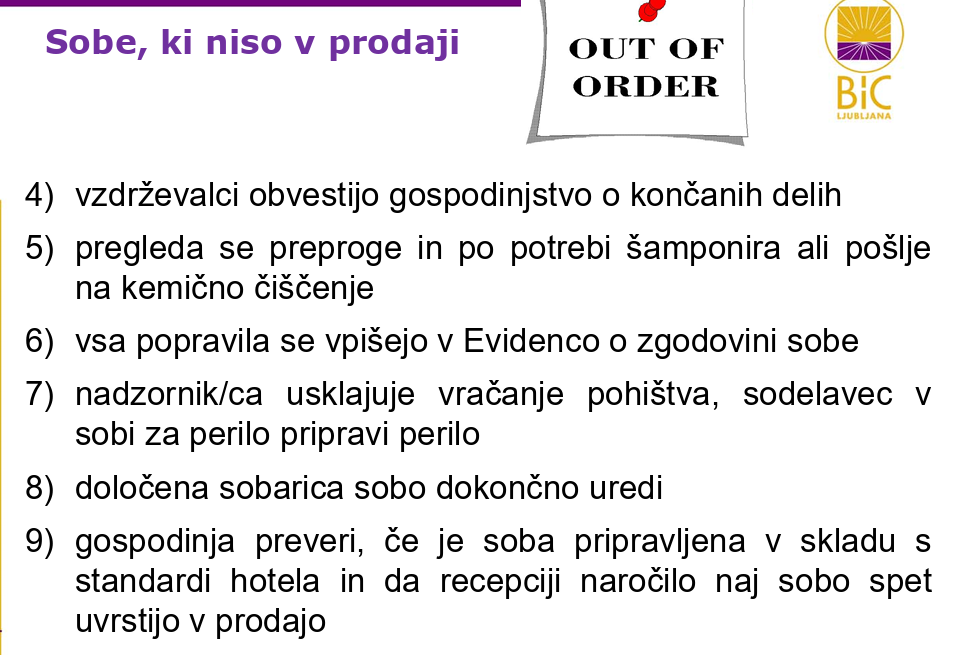 Sobe, ki niso v prodaji
OUT OF
ORDER
BiC
LJUBLJANA
4) vzdrževalci obvestijo gospodinjstvo o končanih delih
5) pregleda se preproge in po potrebi šamponira ali pošlje
na kemično čiščenje
6) vsa popravila se vpišejo v Evidenco o zgodovini sobe
7) nadzornik/ca usklajuje vračanje pohištva, sodelavec v
sobi za perilo pripravi perilo
8) določena sobarica sobo dokončno uredi
9) gospodinja preveri, če je soba pripravljena v skladu s
standardi hotela in da recepciji naročilo naj sobo spet
uvrstijo v prodajo